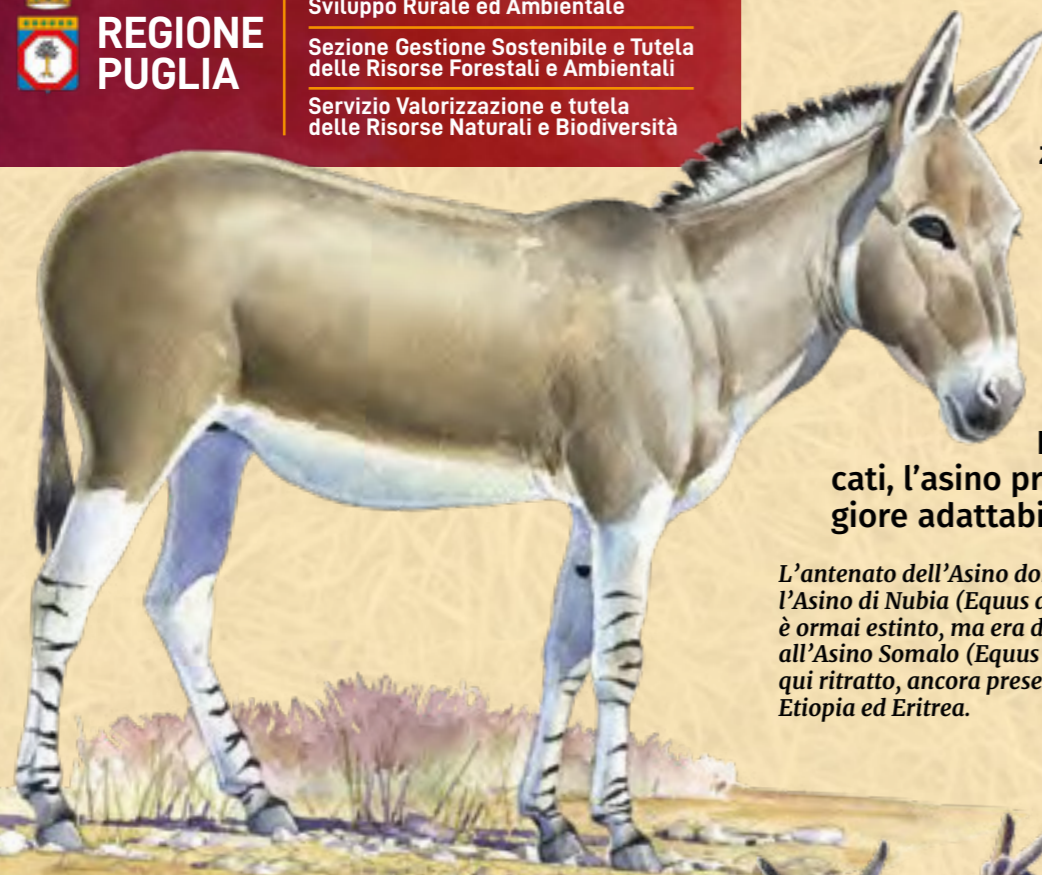 Sviluppo Rurale ed Ambientale
REGIONE
PUGLIA
Sezione Gestione Sostenibile e Tutela
delle Risorse Forestali e Ambientali
Servizio Valorizzazione e tutela
delle Risorse Naturali e Biodiversità
cati, l’asino pr
giore adattabi
L’antenato dell’Asino do
l’Asino di Nubia (Equus
è ormai estinto, ma era d
all’Asino Somalo (Equus
qui ritratto, ancora prese
Etiopia ed Eritrea.